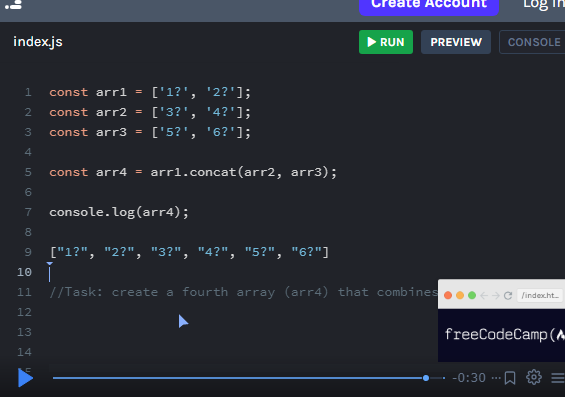 Create Account Log in
index.js RUN PREVIEW CONSOLE
1 const arr1 = ['1?', '2?'];
2 const arr2 = ['3?', '4?'];
3 const arr3 = ['5?', '6?'];
4
5 const arr4 = arr1.concat(arr2, arr3);
6
7 console.log(arr4);
8
9 ["1?", "2?", "3?", "4?", "5?", "6?"]
10
11 //Task: create a fourth array (arr4) that combines
12
13
14
15
/index.ht...
freeCodeCamp(
-0:30